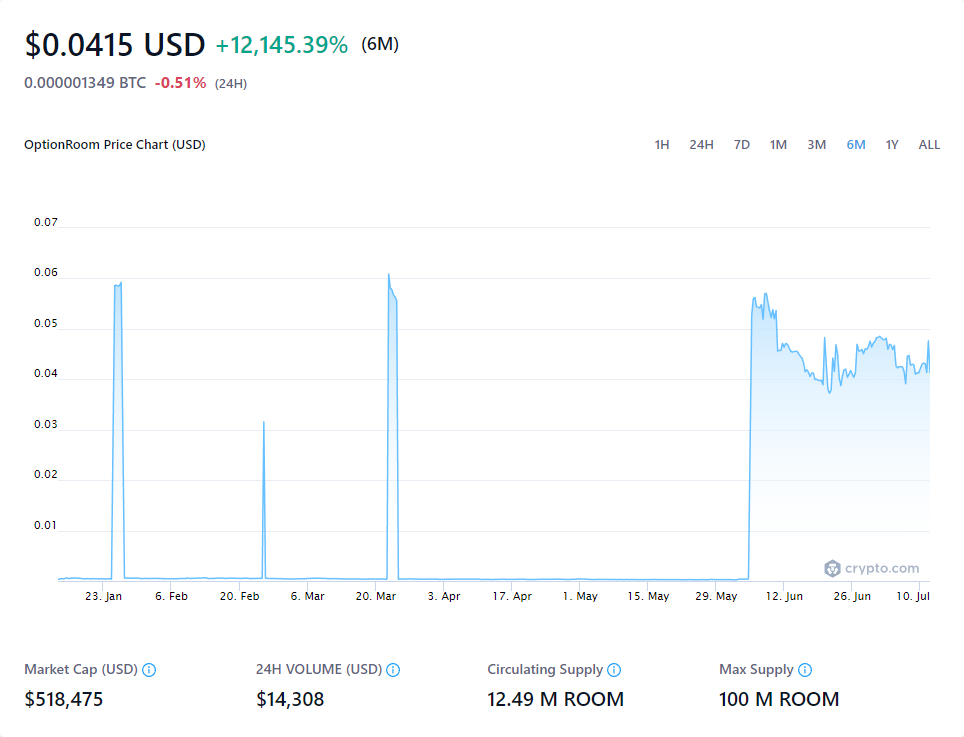 $0.0415 USD +12,145.39% (6M)
0.000001349 BTC -0.51% (24H)
OptionRoom Price Chart (USD) 1H 24H 7D 1M 3M 6M 1Y ALL
0.07
0.06
0.05
0.04
0.03
0.02
0.01
crypto.com
23. Jan 6. Feb 20. Feb 6. Mar 20. Mar 3. Apr 17. Apr 1. May 15. May 29. May 12. Jun 26. Jun 10. Jul
Market Cap (USD) 24H VOLUME (USD) Circulating Supply Max Supply
$518,475 $14,308 12.49 M ROOM 100 M ROOM